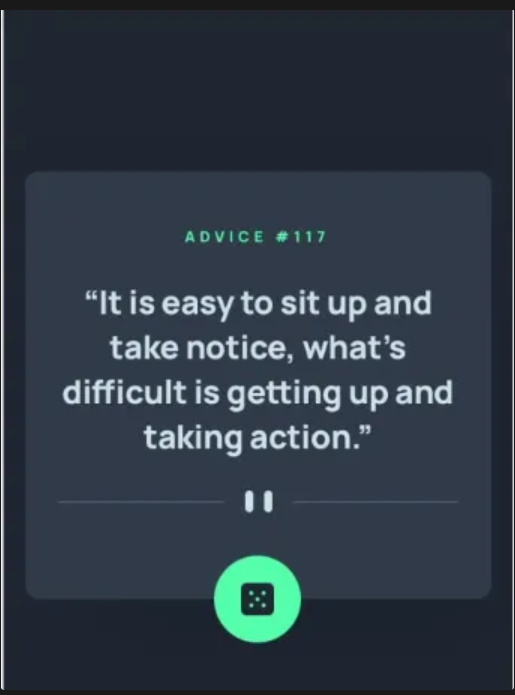 ADVICE #117
“It is easy to sit up and
take notice, what’s
difficult is getting up and
taking action.”